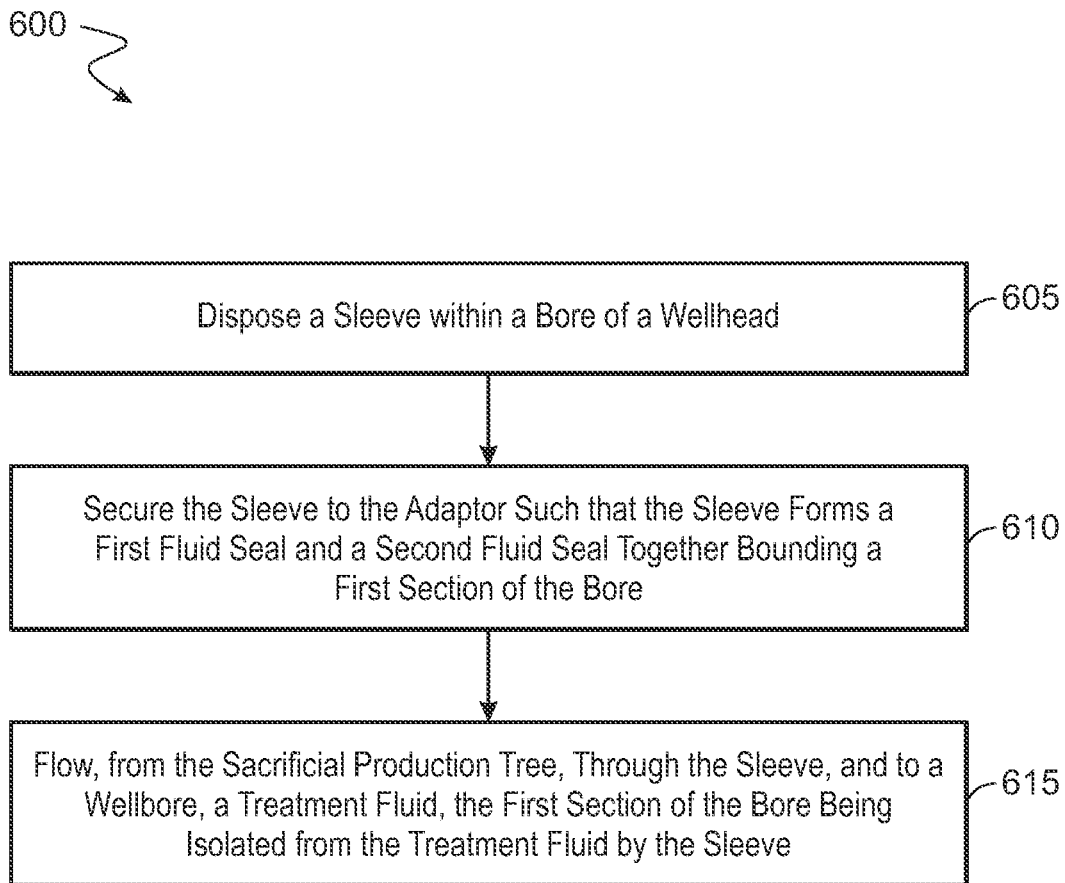 600
Dispose a Sleeve within a Bore of a Wellhead
605
Secure the Sleeve to the Adaptor Such that the Sleeve Forms a
First Fluid Seal and a Second Fluid Seal Together Bounding a
First Section of the Bore
610
Flow, from the Sacrificial Production Tree, Through the Sleeve, and to a
Wellbore, a Treatment Fluid, the First Section of the Bore Being
Isolated from the Treatment Fluid by the Sleeve
615